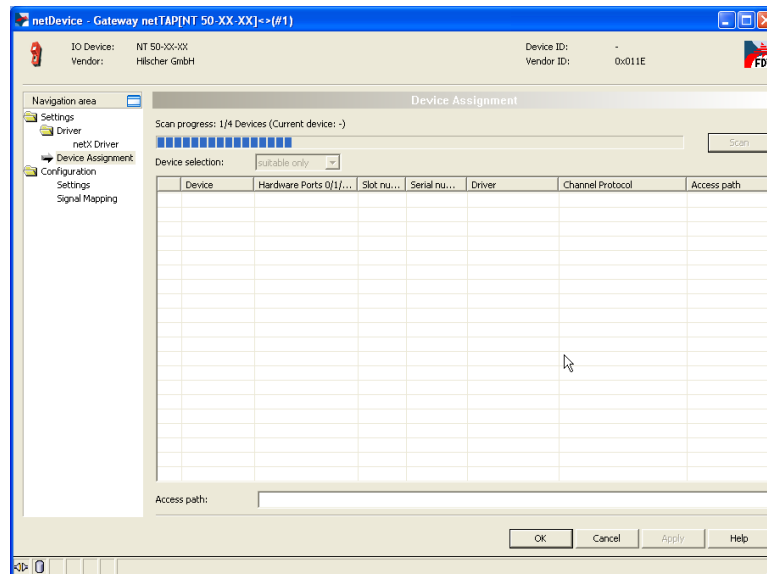 netDevice - Gateway netTAP[NT 50-XX-XX]<>(#1)
IO Device: NT 50-XX-XX Device ID: -
Vendor: Hilscher GmbH Vendor ID: 0x011E
FD
Navigation area
Device Assignment
Settings
Driver
netX Driver
Device Assignment
Configuration
Settings
Signal Mapping
Scan progress: 1/4 Devices (Current device: -)
Scan
Device selection: suitable only
Device Hardware Ports 0/1/... Slot nu... Serial nu... Driver Channel Protocol Access path
Access path:
OK Cancel Apply Help